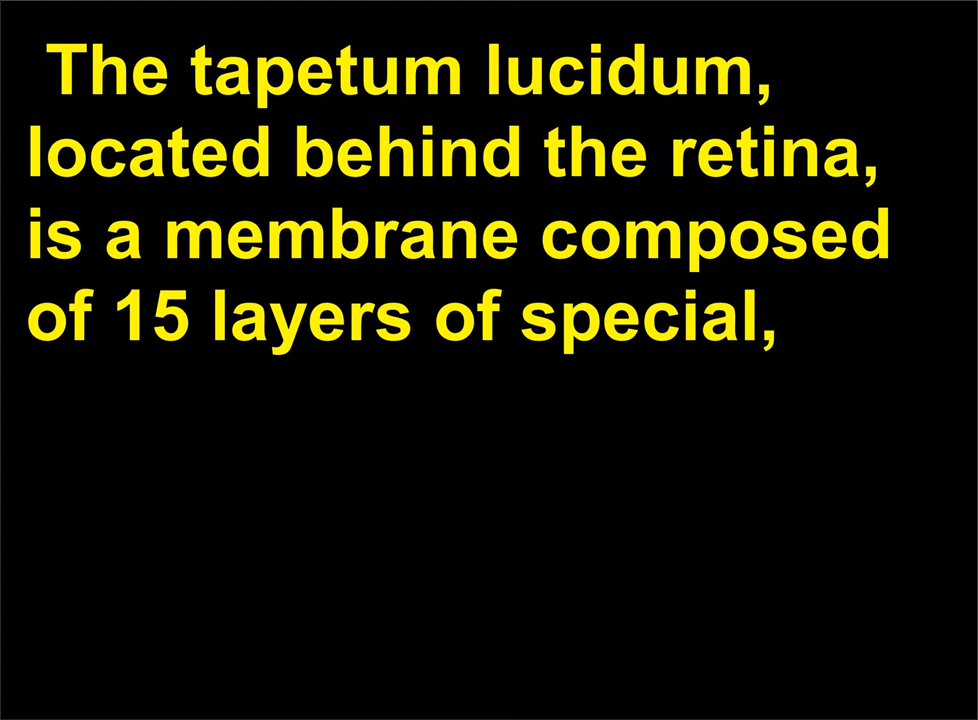 The tapetum lucidum,
located behind the retina,
is a membrane composed
of 15 layers of special,